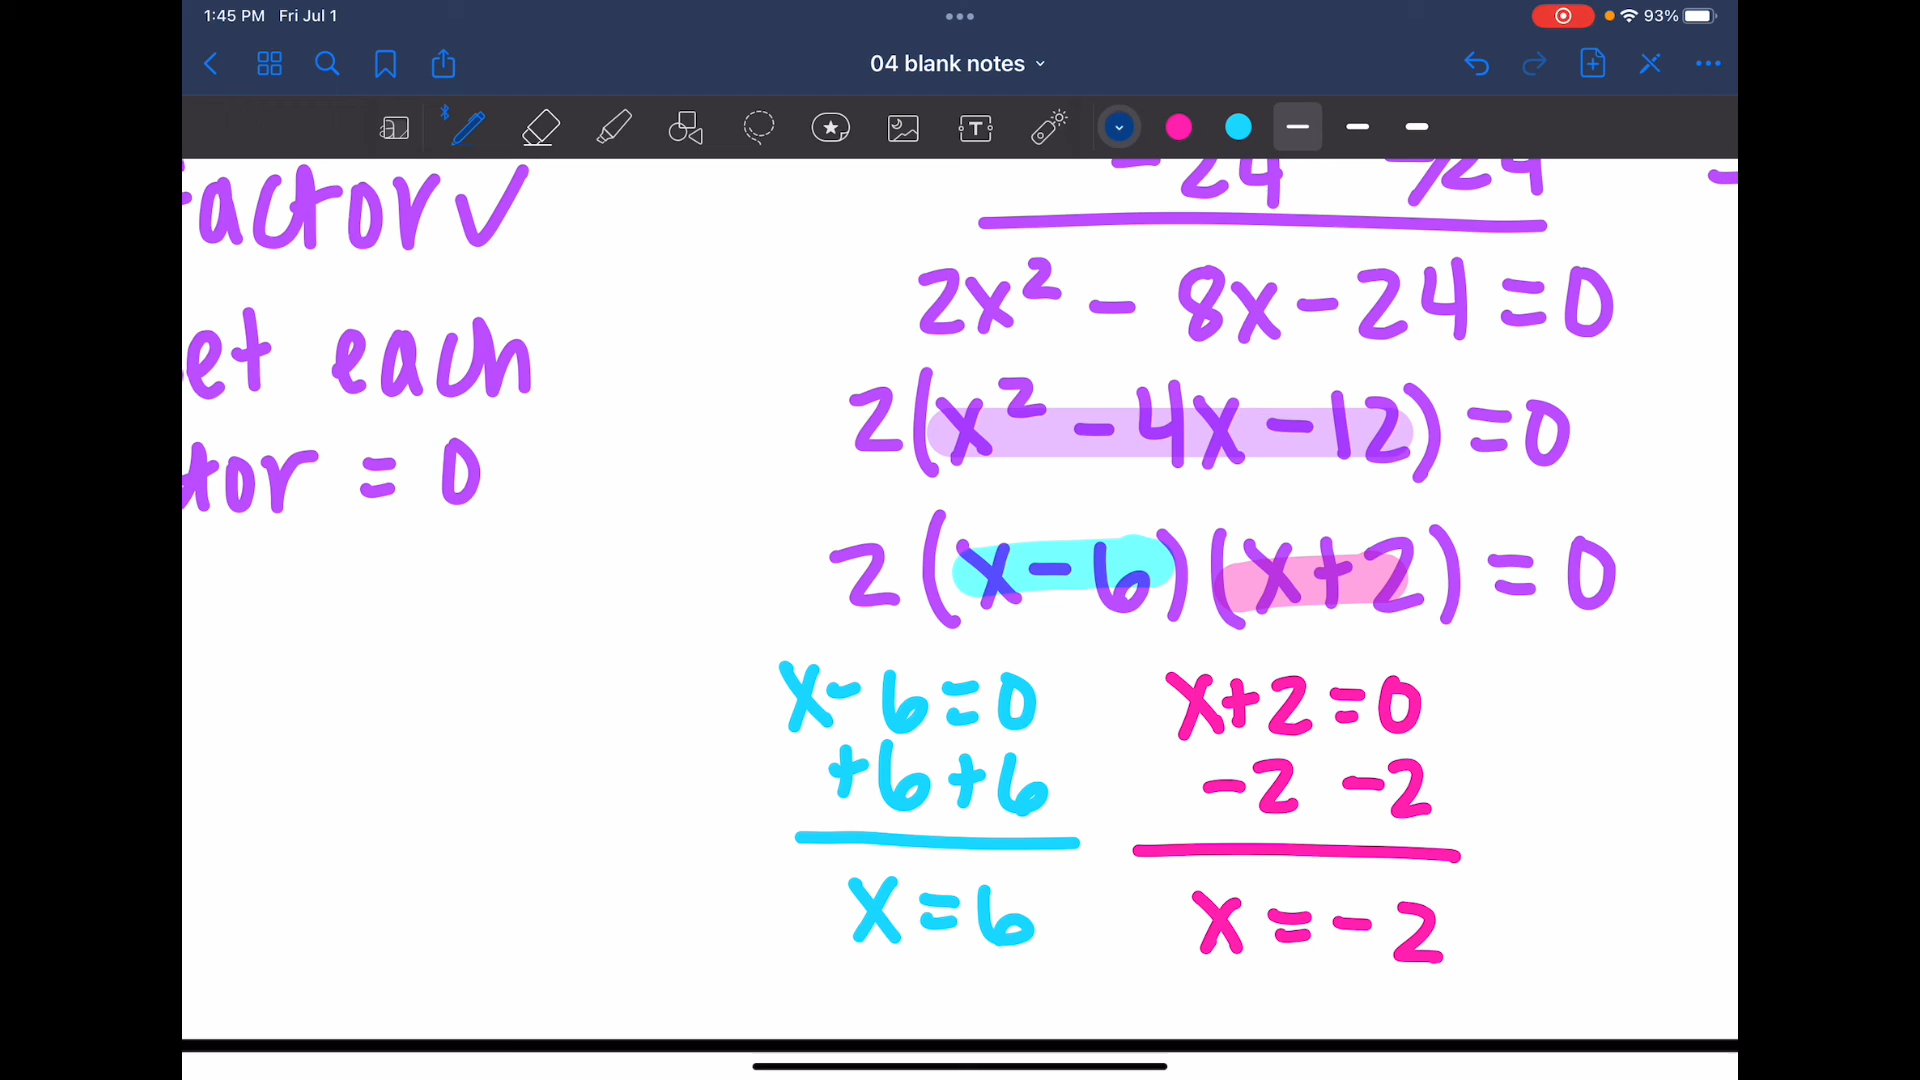 1:45 PM Fri Jul 1
93%
04 blank notes
-24 -24
actor✓
2x² - 8x - 24 = 0
et each
2(x² - 4x - 12) = 0
tor = 0
2(x - 6)(x + 2) = 0
x - 6 = 0
+6 +6
x = 6
x + 2 = 0
-2 -2
x = -2